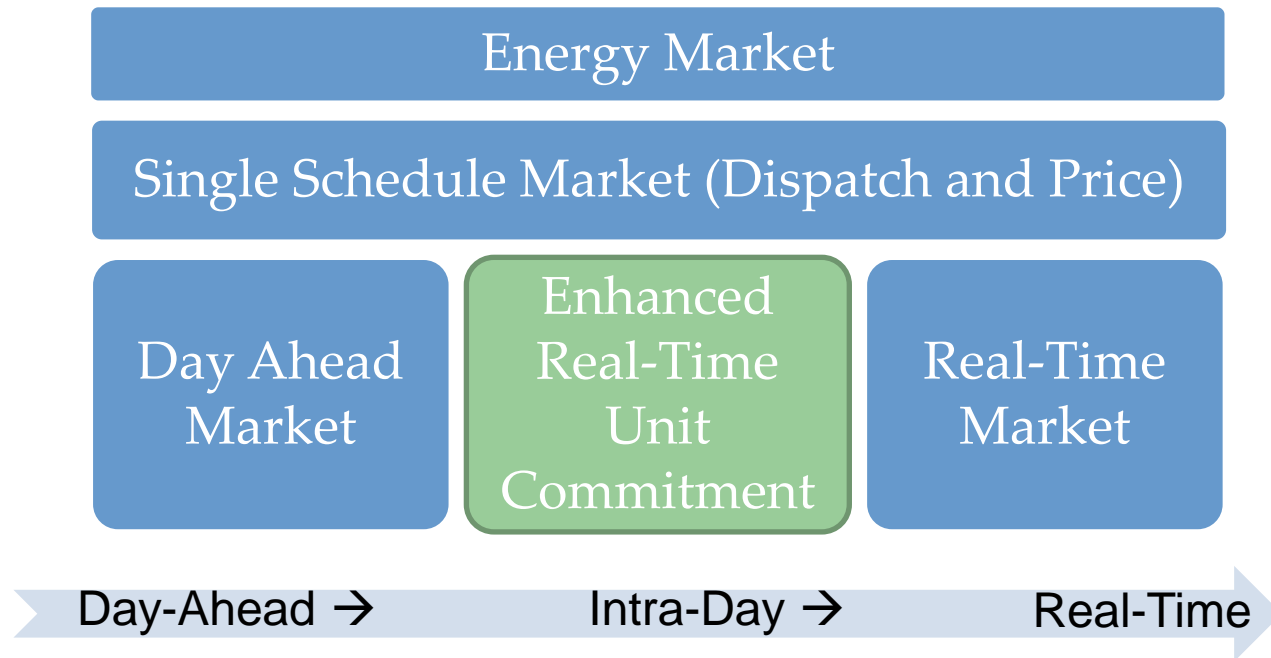 Energy Market
Single Schedule Market (Dispatch and Price)
Day Ahead
Market
Enhanced
Real-Time
Unit
Commitment
Real-Time
Market
Day-Ahead →
Intra-Day →
Real-Time